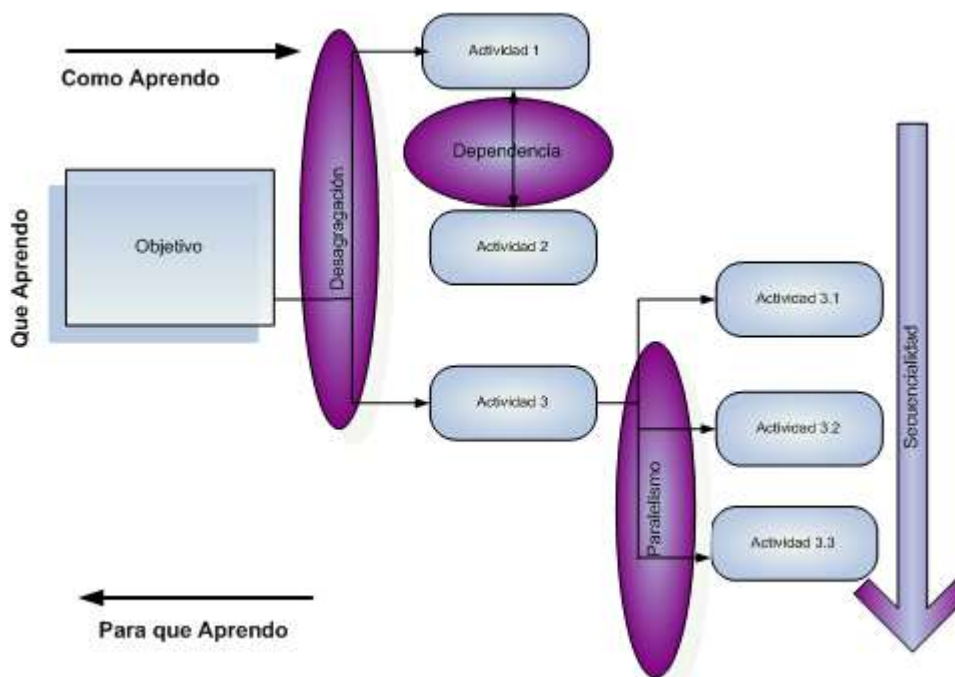 Actividad 1
Como Aprendo
Dependencia
Desagragación
Que Aprendo
Objetivo
Actividad 2
Actividad 3.1
Secuencialidad
Actividad 3
Actividad 3.2
Paralelismo
Actividad 3.3
Para que Aprendo